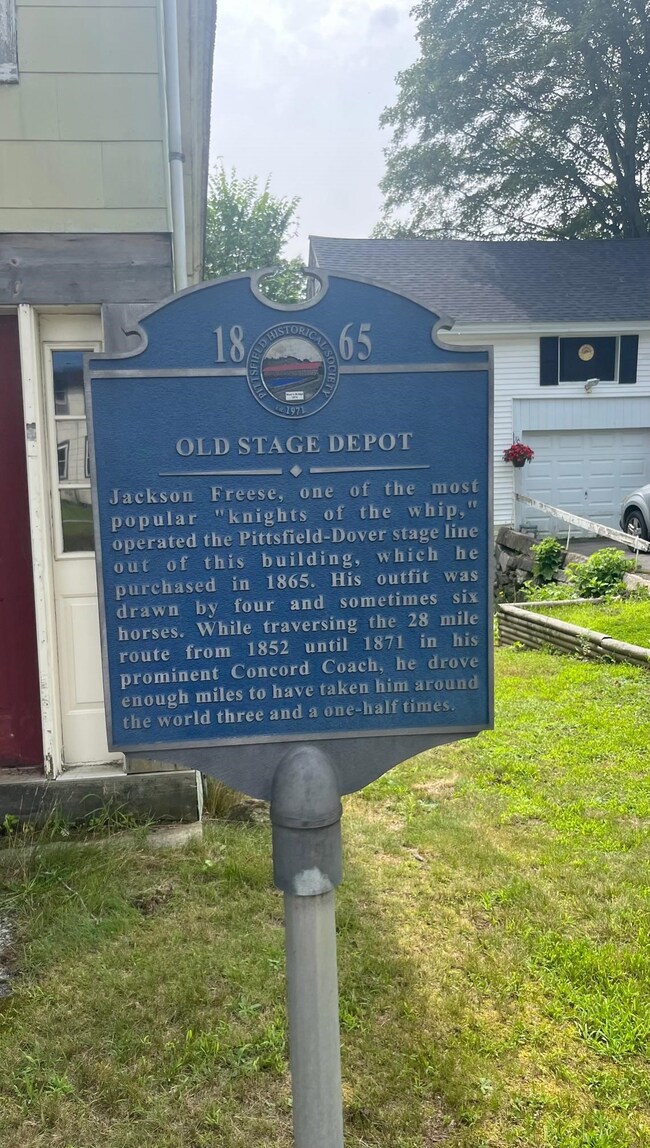 18 65
PITTSFIELD HISTORICAL SOCIETY
1971
OLD STAGE DEPOT
Jackson Freese, one of the most
popular "knights of the whip,"
operated the Pittsfield-Dover stage line
out of this building, which he
purchased in 1865. His outfit was
drawn by four and sometimes six
horses. While traversing the 28 mile
route from 1852 until 1871 in his
prominent Concord Coach, he drove
enough miles to have taken him around
the world three and a one-half times.